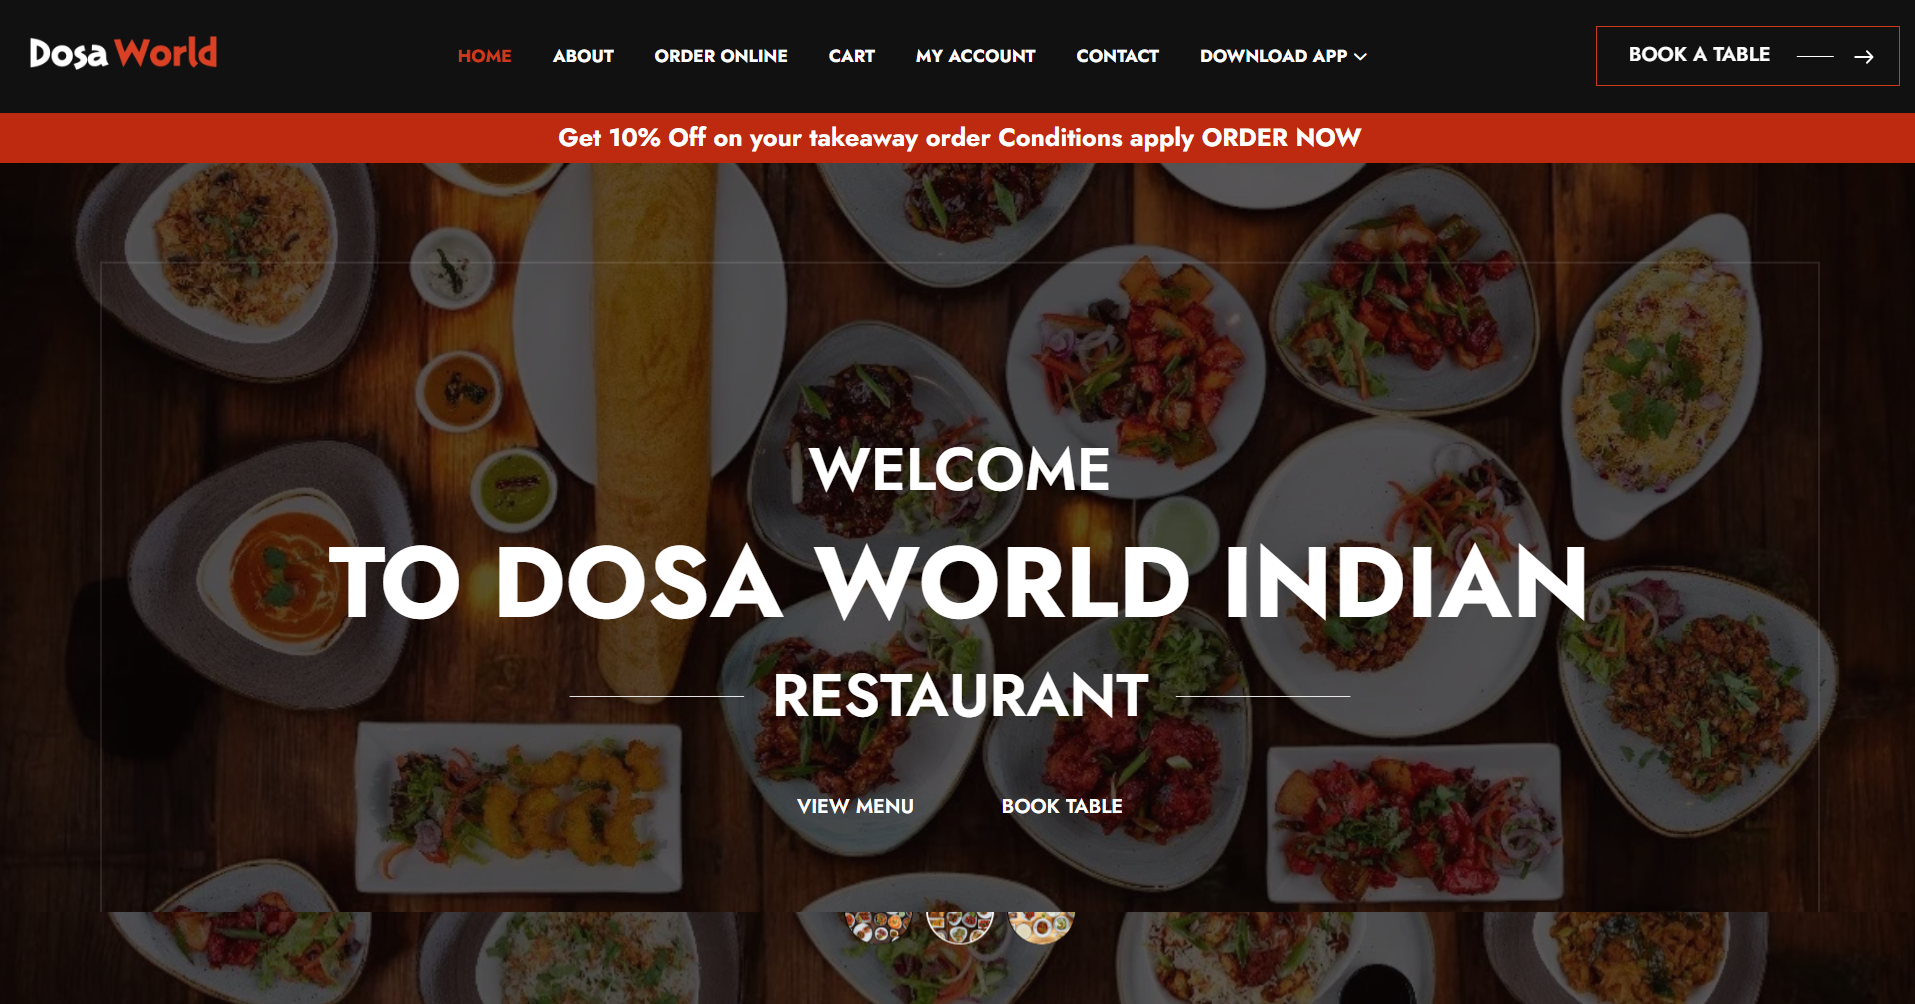 Dosa World
HOME
ABOUT
ORDER ONLINE
CART
MY ACCOUNT
CONTACT
DOWNLOAD APP
BOOK A TABLE
Get 10% Off on your takeaway order Conditions apply ORDER NOW
WELCOME
TO DOSA WORLD INDIAN
RESTAURANT
VIEW MENU
BOOK TABLE